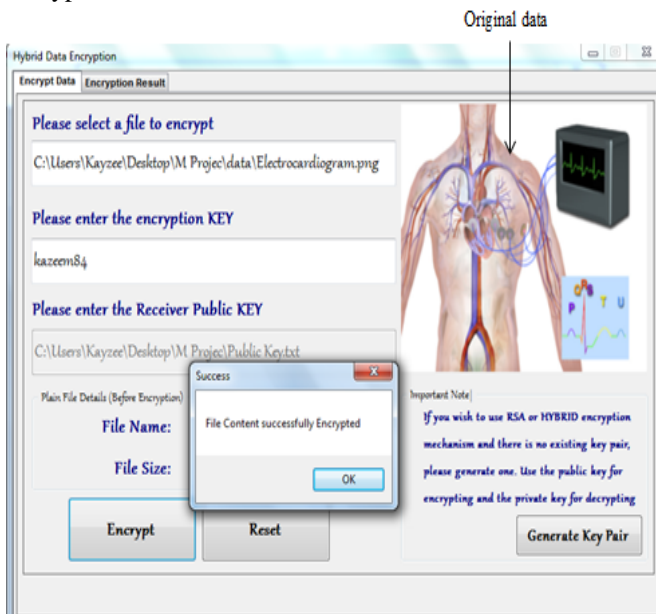 Original data
Hybrid Data Encryption
Encrypt Data Encryption Result
Please select a file to encrypt
C:\Users\Kayzee\Desktop\M Projec\data\Electrocardiogram.png
Please enter the encryption KEY
kazeem84
Please enter the Receiver Public KEY
C:\Users\Kayzee\Desktop\M Projec\Public Key.txt
Plain File Details (Before Encryption)
File Name:
File Size:
Success
File Content successfully Encrypted
OK
Encrypt Reset
P Q R S T U
Important Note
If you wish to use RSA or HYBRID encryption
mechanism and there is no existing key pair,
please generate one. Use the public key for
encrypting and the private key for decrypting
Generate Key Pair